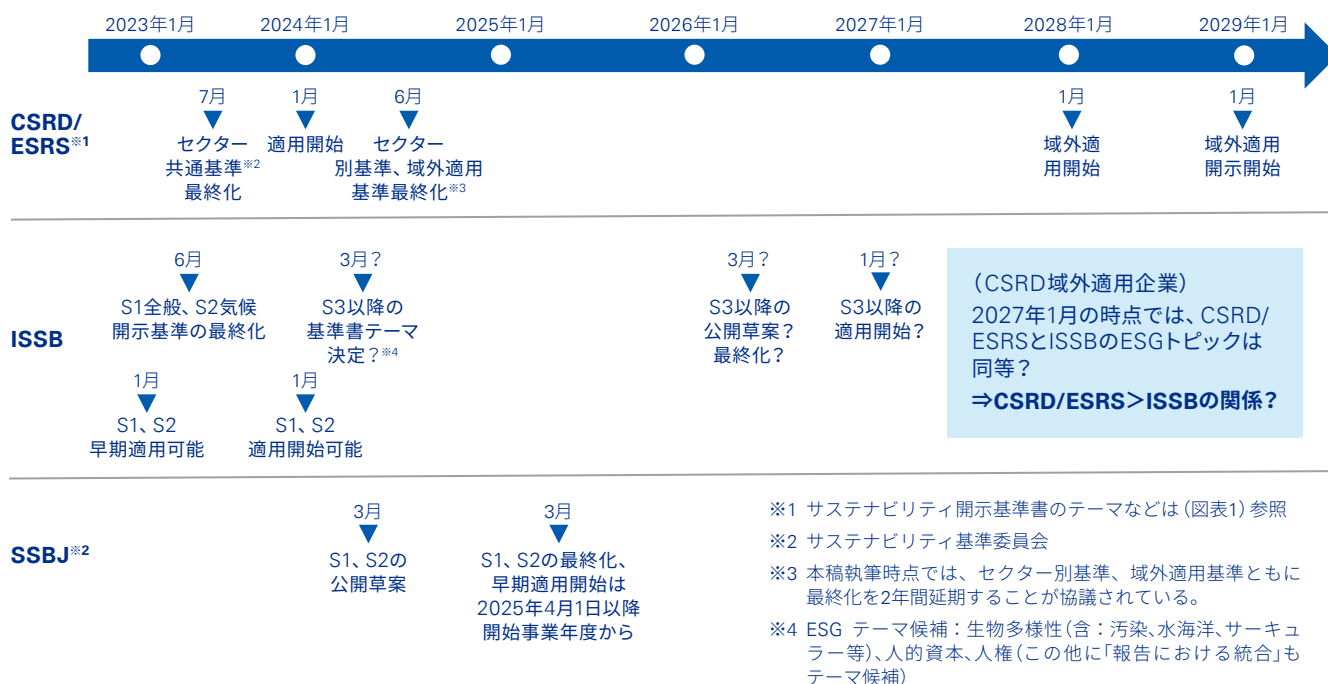 2023年1月
2024年1月
2025年1月
2026年1月
2027年1月
2028年1月
2029年1月
CSRD/
ESRS※1
7月
セクター
共通基準※2
最終化
1月
適用開始
6月
セクター
別基準、域外適用
基準最終化※3
1月
域外適
用開始
1月
域外適用
開示開始
ISSB
6月
S1全般、S2気候
開示基準の最終化
3月?
S3以降の
基準書テーマ
決定?※4
3月?
S3以降の
公開草案?
最終化?
1月?
S3以降の
適用開始?
1月
S1、S2
早期適用可能
1月
S1、S2
適用開始可能
(CSRD域外適用企業)
2027年1月の時点では、CSRD/
ESRSとISSBのESGトピックは
同等?
⇒CSRD/ESRS>ISSBの関係?
SSBJ※2
3月
S1、S2の
公開草案
3月
S1、S2の最終化、
早期適用開始は
2025年4月1日以降
開始事業年度から
※1 サステナビリティ開示基準書のテーマなどは(図表1)参照
※2 サステナビリティ基準委員会
※3 本稿執筆時点では、セクター別基準、域外適用基準ともに
最終化を2年間延期することが協議されている。
※4 ESG テーマ候補:生物多様性(含:汚染、水海洋、サーキュ
ラー等)、人的資本、人権(この他に「報告における統合」も
テーマ候補)